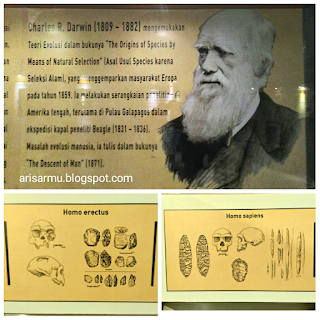 Charles R. Darwin (1809 - 1882) mengemukakan
Teori Evolusi dalam bukunya "The Origins of Species by
Means of Natural Selection" (Asal Usul Species karena
Seleksi Alam), yang menggemparkan masyarakat Eropa
pada tahun 1859. Ia melakukan serangkaian penelitian di
Amerika tengah, terutama di Pulau Galapagos dalam
ekspedisi kapal peneliti Beagle (1831 - 1836).
Masalah evolusi manusia, ia tulis dalam bukunya
"The Descent of Man" (1871).
arisarmu.blogspot.com
Homo erectus
Homo sapiens